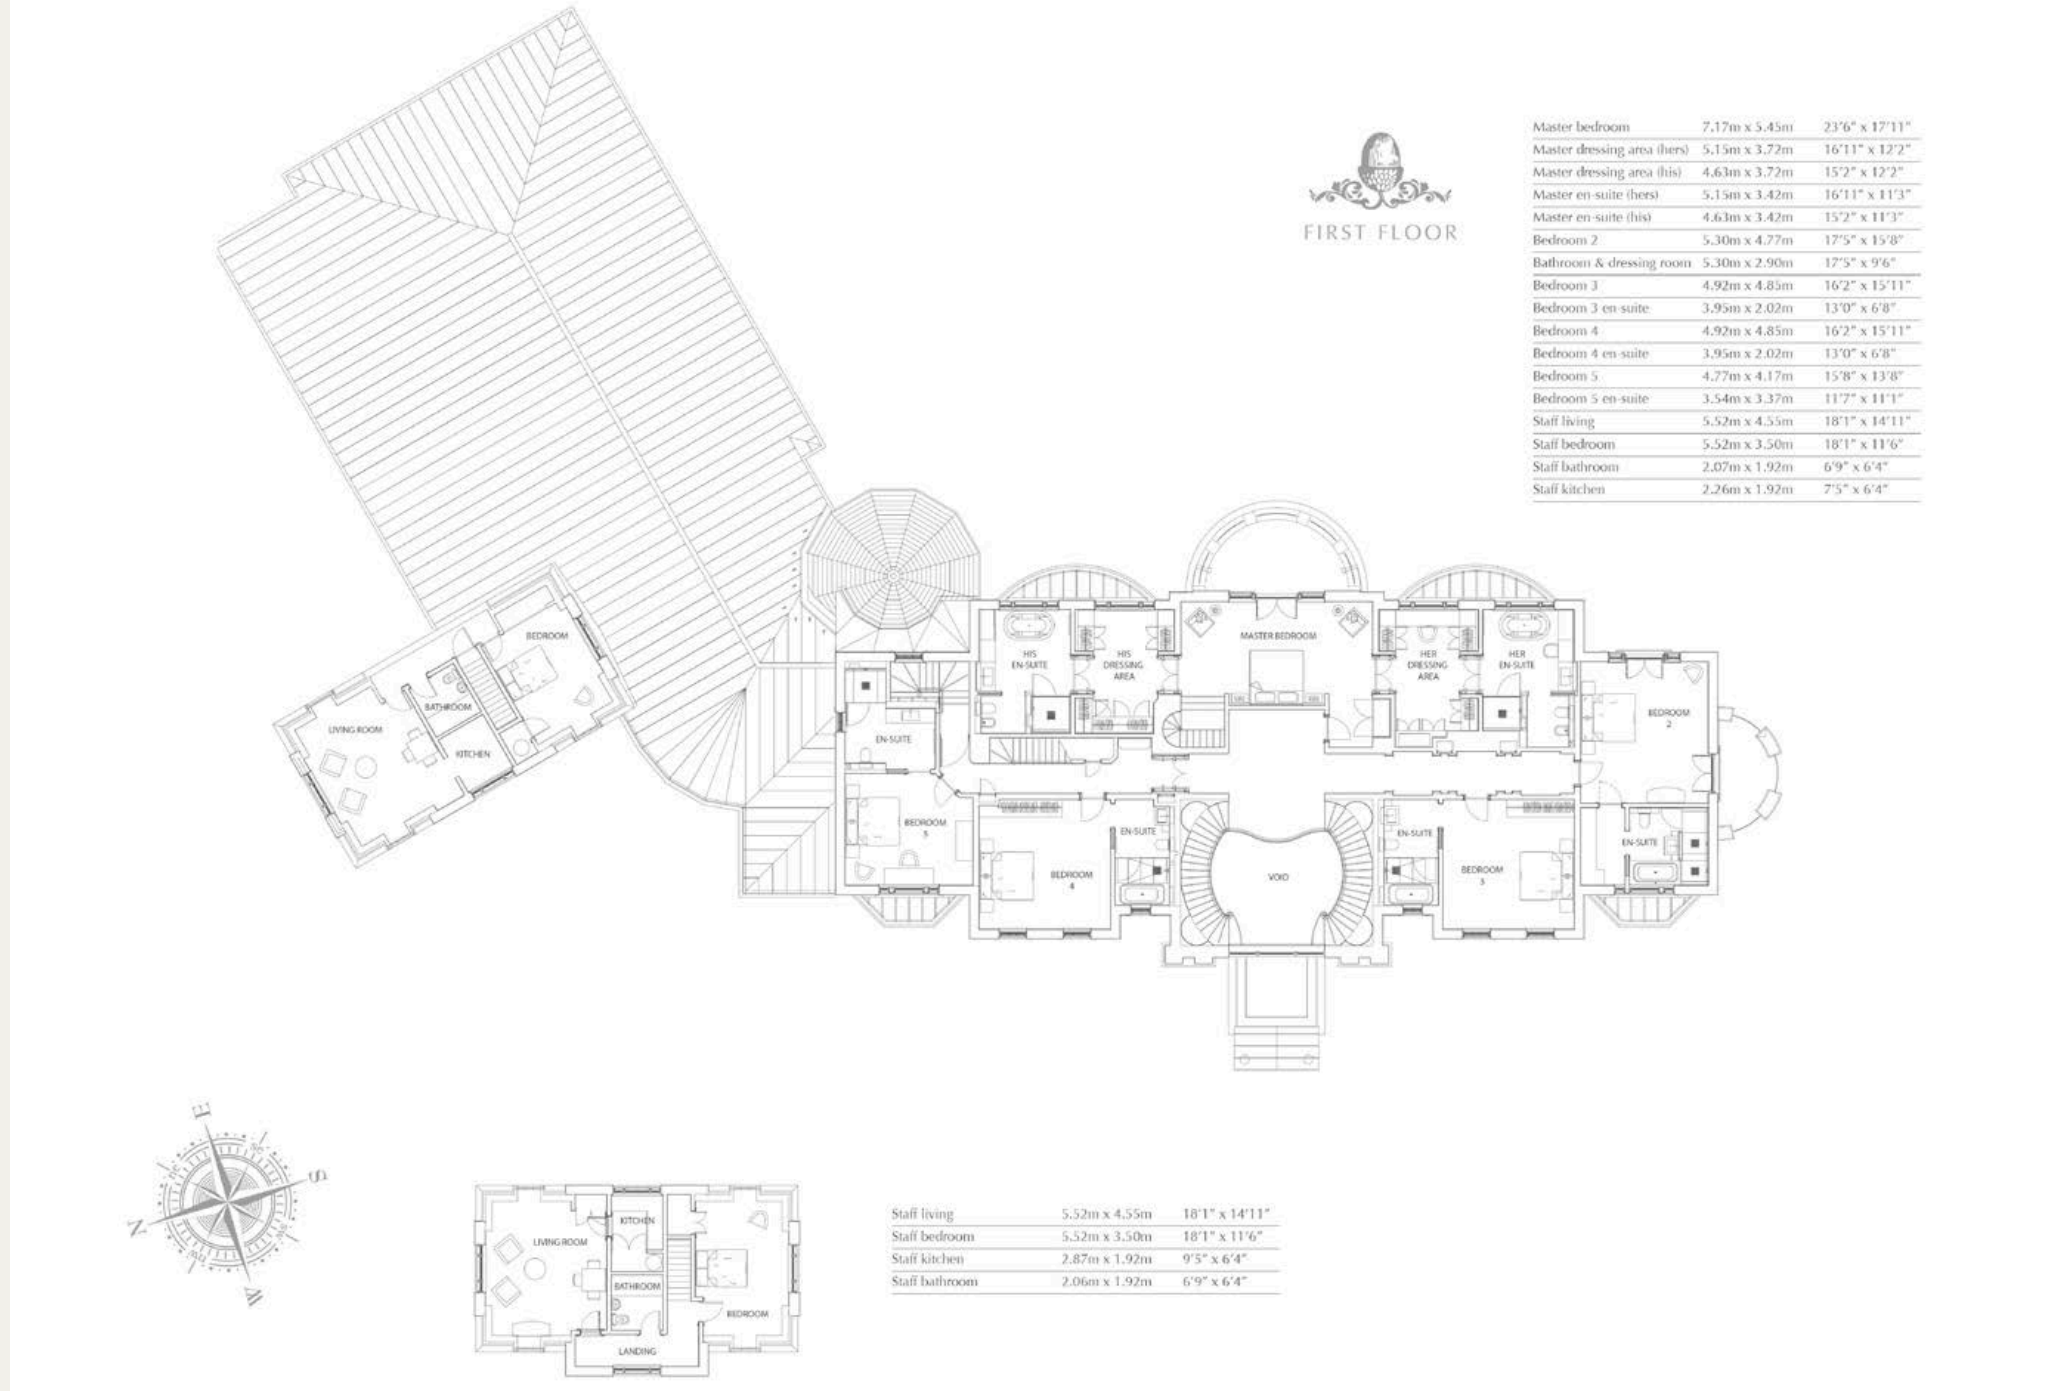 FIRST FLOOR
Master bedroom 7.17m x 5.45m 23'6" x 17'11"
Master dressing area (hers) 5.15m x 3.72m 16'11" x 12'2"
Master dressing area (his) 4.63m x 3.72m 15'2" x 12'2"
Master en-suite (hers) 5.15m x 3.42m 16'11" x 11'3"
Master en-suite (his) 4.63m x 3.42m 15'2" x 11'3"
Bedroom 2 5.30m x 4.77m 17'5" x 15'8"
Bathroom & dressing room 5.30m x 2.90m 17'5" x 9'6"
Bedroom 3 4.92m x 4.85m 16'2" x 15'11"
Bedroom 3 en-suite 3.95m x 2.02m 13'0" x 6'8"
Bedroom 4 4.92m x 4.85m 16'2" x 15'11"
Bedroom 4 en-suite 3.95m x 2.02m 13'0" x 6'8"
Bedroom 5 4.77m x 4.17m 15'8" x 13'8"
Bedroom 5 en-suite 3.54m x 3.37m 11'7" x 11'1"
Staff living 5.52m x 4.55m 18'1" x 14'11"
Staff bedroom 5.52m x 3.50m 18'1" x 11'6"
Staff bathroom 2.07m x 1.92m 6'9" x 6'4"
Staff kitchen 2.26m x 1.92m 7'5" x 6'4"
BEDROOM
BATHROOM
LIVING ROOM
KITCHEN
HIS
EN-SUITE
HIS
DRESSING
AREA
MASTER BEDROOM
HER
DRESSING
AREA
HER
EN-SUITE
BEDROOM
2
EN-SUITE
BEDROOM
5
BEDROOM
4
EN-SUITE
VOID
EN-SUITE
BEDROOM
3
EN-SUITE
E
SE
S
SW
W
NW
N
NE
LIVING ROOM
KITCHEN
BATHROOM
BEDROOM
LANDING
Staff living 5.52m x 4.55m 18'1" x 14'11"
Staff bedroom 5.52m x 3.50m 18'1" x 11'6"
Staff kitchen 2.87m x 1.92m 9'5" x 6'4"
Staff bathroom 2.06m x 1.92m 6'9" x 6'4"